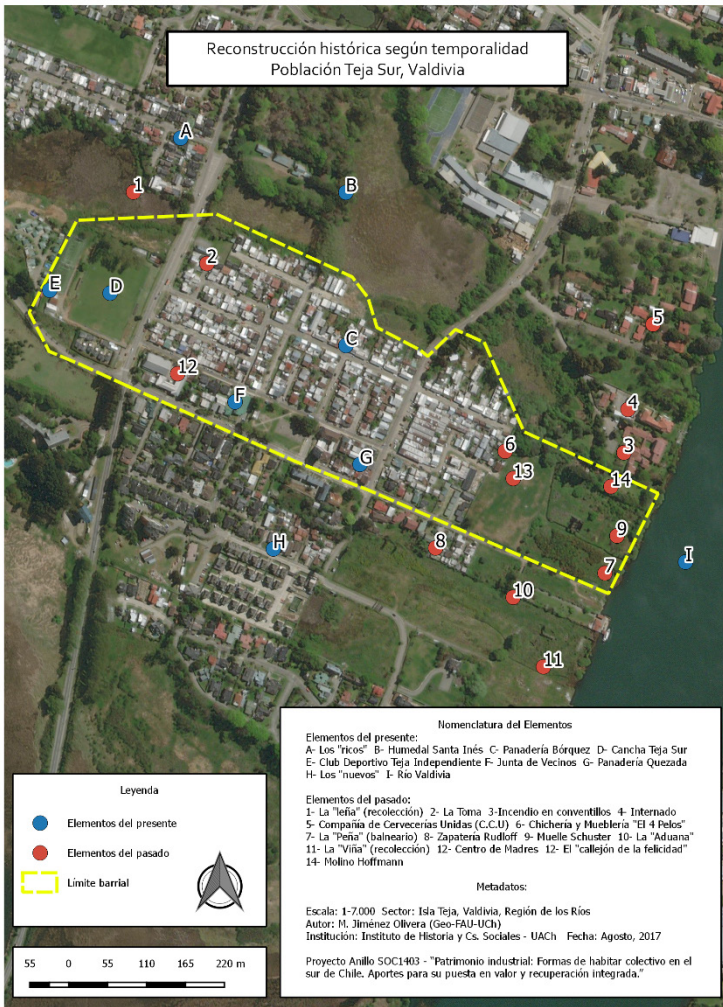 Reconstrucción histórica según temporalidad
Población Teja Sur, Valdivia
A
1
B
2
E
D
C
5
12
F
4
6
3
G
13
14
9
H
8
I
7
10
11
Leyenda
Elementos del presente
Elementos del pasado
Límite barrial
55 0 55 110 165 220 m
Nomenclatura del Elementos
Elementos del presente:
A- Los "ricos" B- Humedal Santa Inés C- Panadería Bórquez D- Cancha Teja Sur
E- Club Deportivo Teja Independiente F- Junta de Vecinos G- Panadería Quezada
H- Los "nuevos" I- Río Valdivia
Elementos del pasado:
1- La "leña" (recolección) 2- La Toma 3-Incendio en conventillos 4- Internado
5- Compañía de Cervecerías Unidas (C.C.U) 6- Chichería y Mueblería "El 4 Pelos"
7- La "Peña" (balneario) 8- Zapatería Rudloff 9- Muelle Schuster 10- La "Aduana"
11- La "Viña" (recolección) 12- Centro de Madres 12- El "callejón de la felicidad"
14- Molino Hoffmann
Metadatos:
Escala: 1-7.000 Sector: Isla Teja, Valdivia, Región de los Ríos
Autor: M. Jiménez Olivera (Geo-FAU-UCh)
Institución: Instituto de Historia y Cs. Sociales - UACh Fecha: Agosto, 2017
Proyecto Anillo SOC1403 - "Patrimonio industrial: Formas de habitar colectivo en el
sur de Chile. Aportes para su puesta en valor y recuperación integrada."